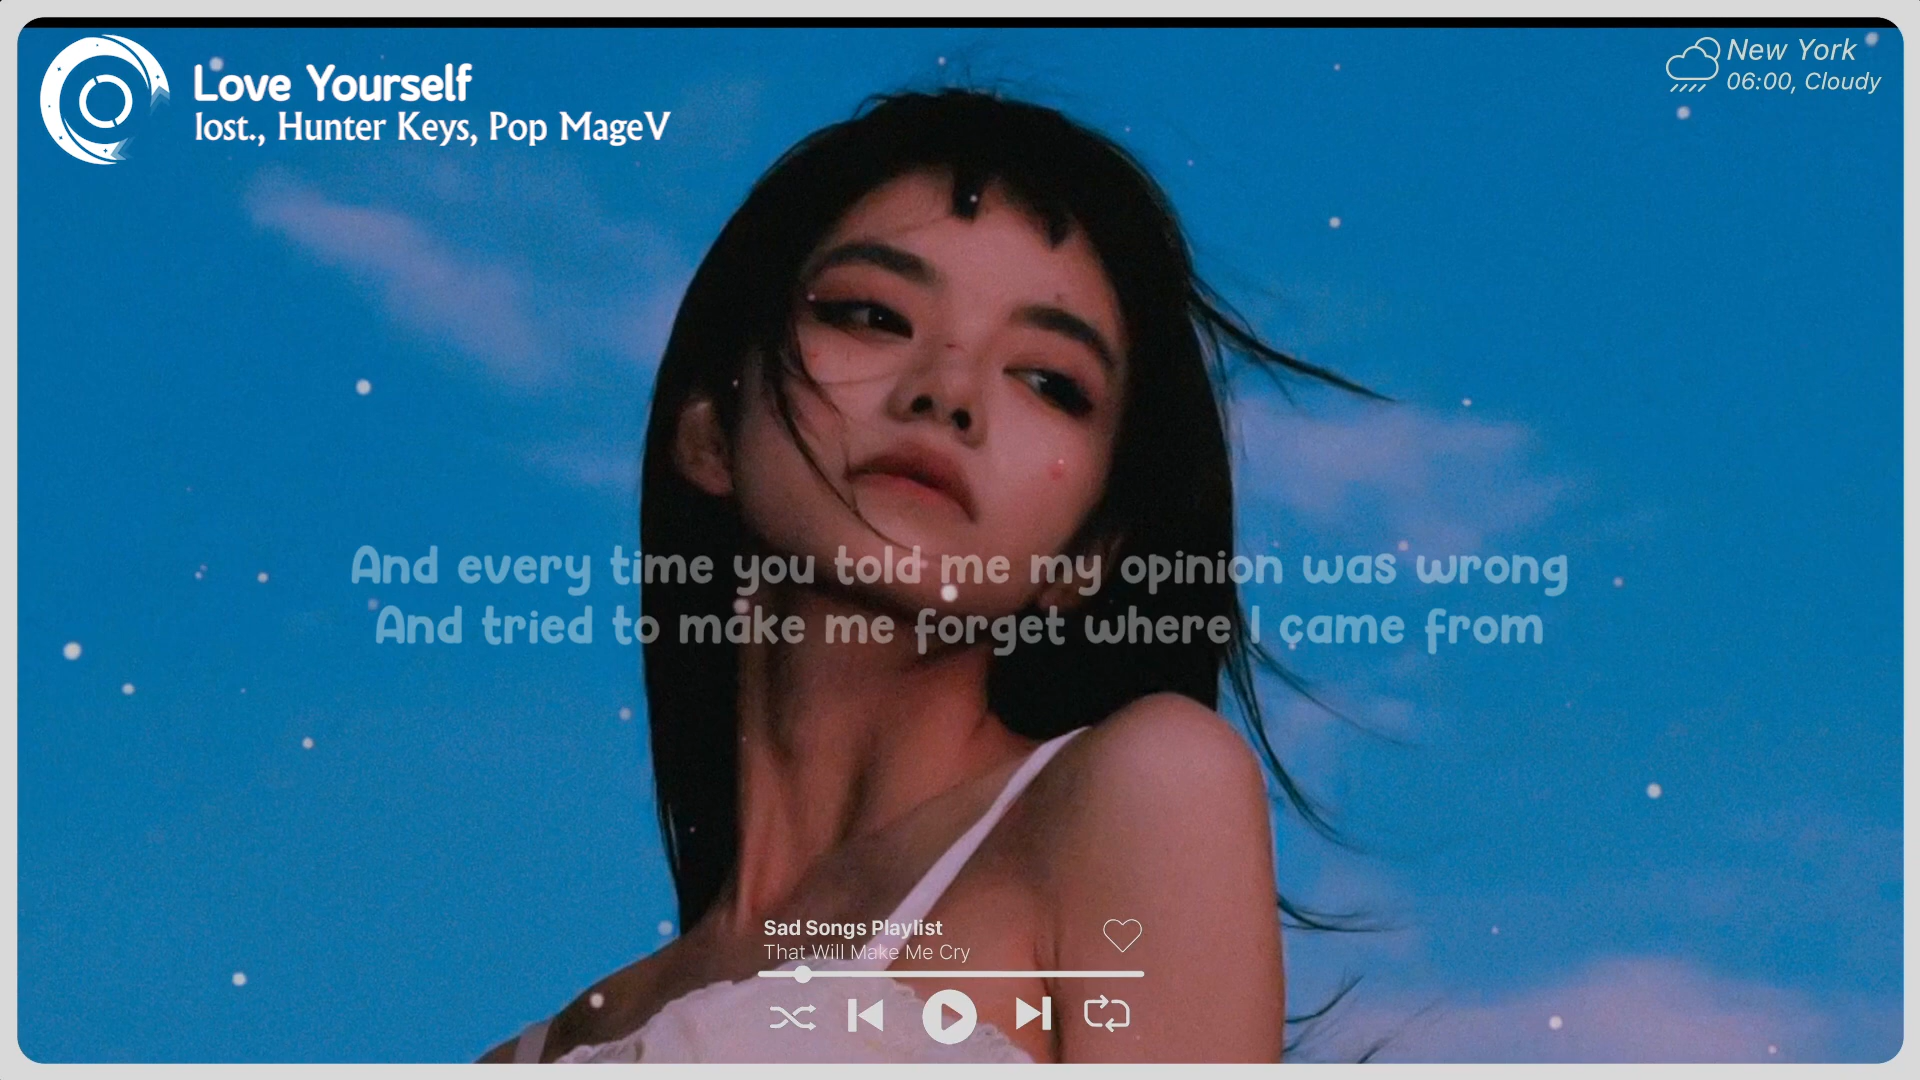 Love Yourself
lost., Hunter Keys, Pop MageV
New York
06:00, Cloudy
And every time you told me my opinion was wrong
And tried to make me forget where I came from
Sad Songs Playlist
That Will Make Me Cry